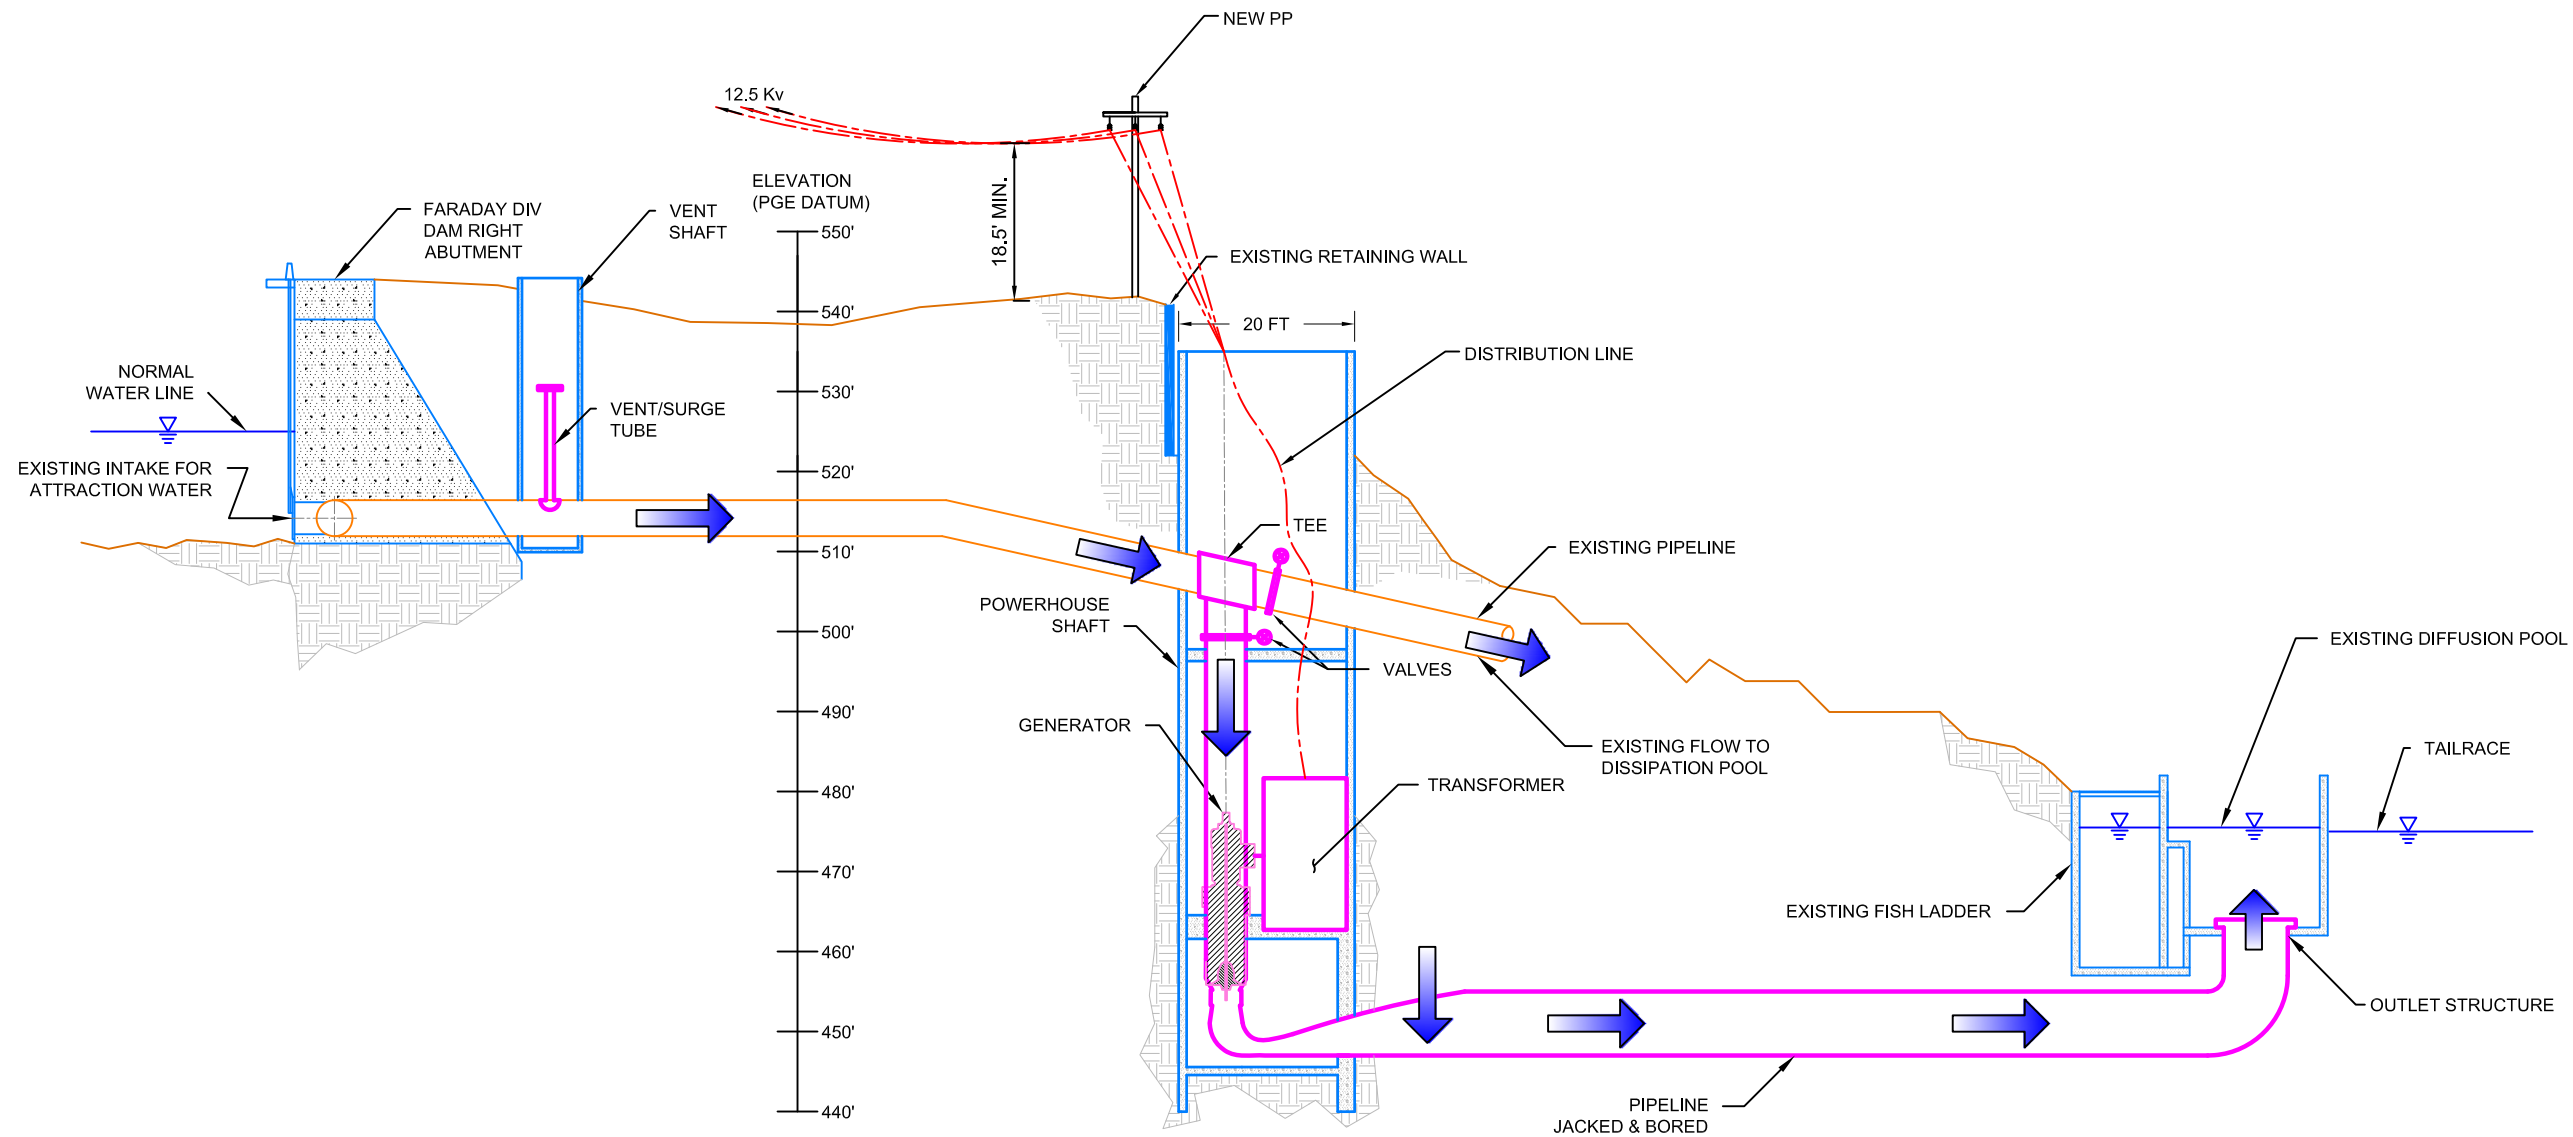 NEW PP
12.5 Kv
18.5' MIN.
ELEVATION
(PGE DATUM)
550'
540'
530'
520'
510'
500'
490'
480'
470'
460'
450'
440'
FARADAY DIV
DAM RIGHT
ABUTMENT
VENT
SHAFT
NORMAL
WATER LINE
VENT/SURGE
TUBE
EXISTING INTAKE FOR
ATTRACTION WATER
EXISTING RETAINING WALL
20 FT
DISTRIBUTION LINE
TEE
EXISTING PIPELINE
POWERHOUSE
SHAFT
VALVES
GENERATOR
EXISTING FLOW TO
DISSIPATION POOL
TRANSFORMER
EXISTING DIFFUSION POOL
TAILRACE
EXISTING FISH LADDER
OUTLET STRUCTURE
PIPELINE
JACKED & BORED